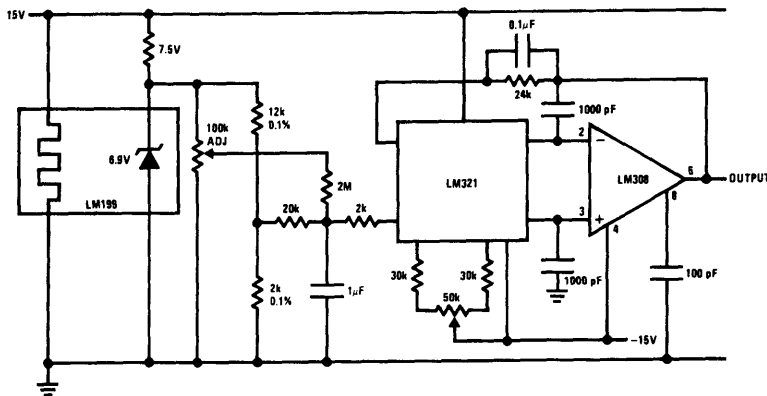 15V
7.5V
0.1μF
24k
1000 pF
12k
0.1%
100k
ADJ
6.9V
LM199
2M
LM321
2
−
LM308
6
OUTPUT
8
3
+
4
20k
2k
30k
30k
1000 pF
100 pF
2k
0.1%
1μF
50k
−15V